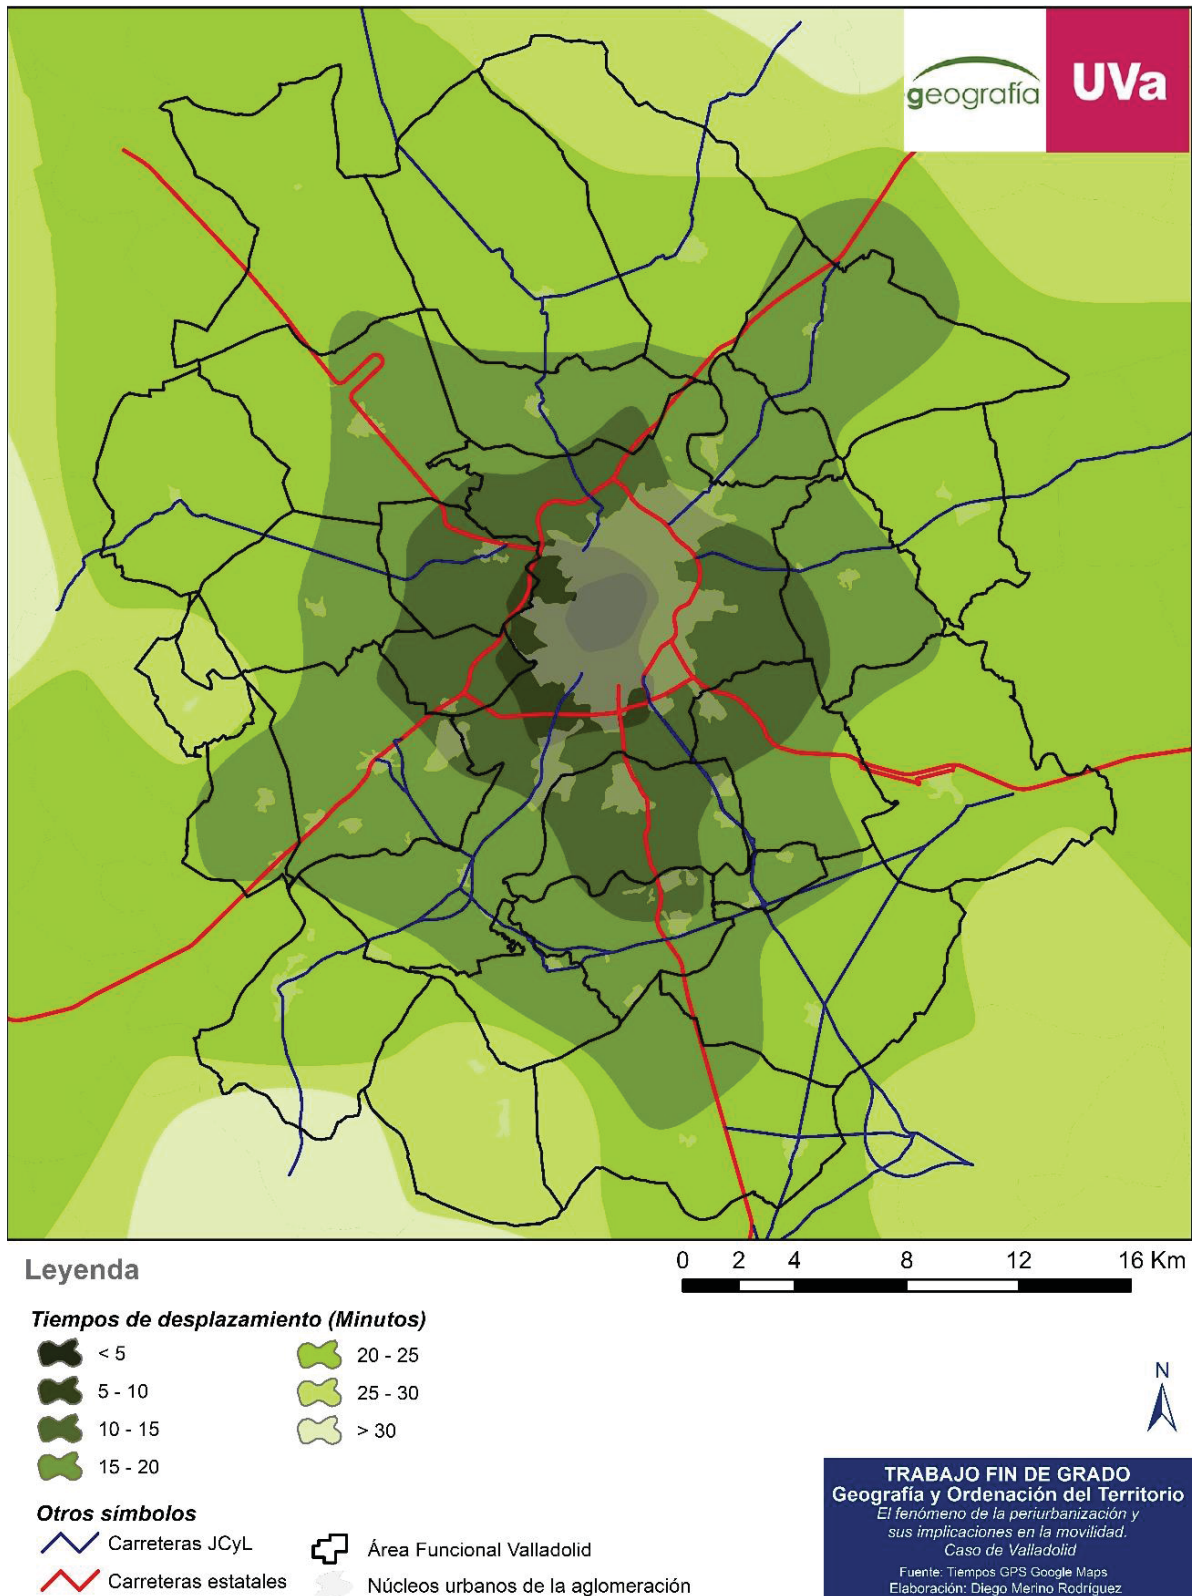 geografía
UVa
Leyenda
0 2 4 8 12 16 Km
Tiempos de desplazamiento (Minutos)
< 5
5 - 10
10 - 15
15 - 20
20 - 25
25 - 30
> 30
N
Otros símbolos
Carreteras JCyL
Carreteras estatales
Área Funcional Valladolid
Núcleos urbanos de la aglomeración
TRABAJO FIN DE GRADO
Geografía y Ordenación del Territorio
El fenómeno de la periurbanización y
sus implicaciones en la movilidad.
Caso de Valladolid
Fuente: Tiempos GPS Google Maps
Elaboración: Diego Merino Rodríguez